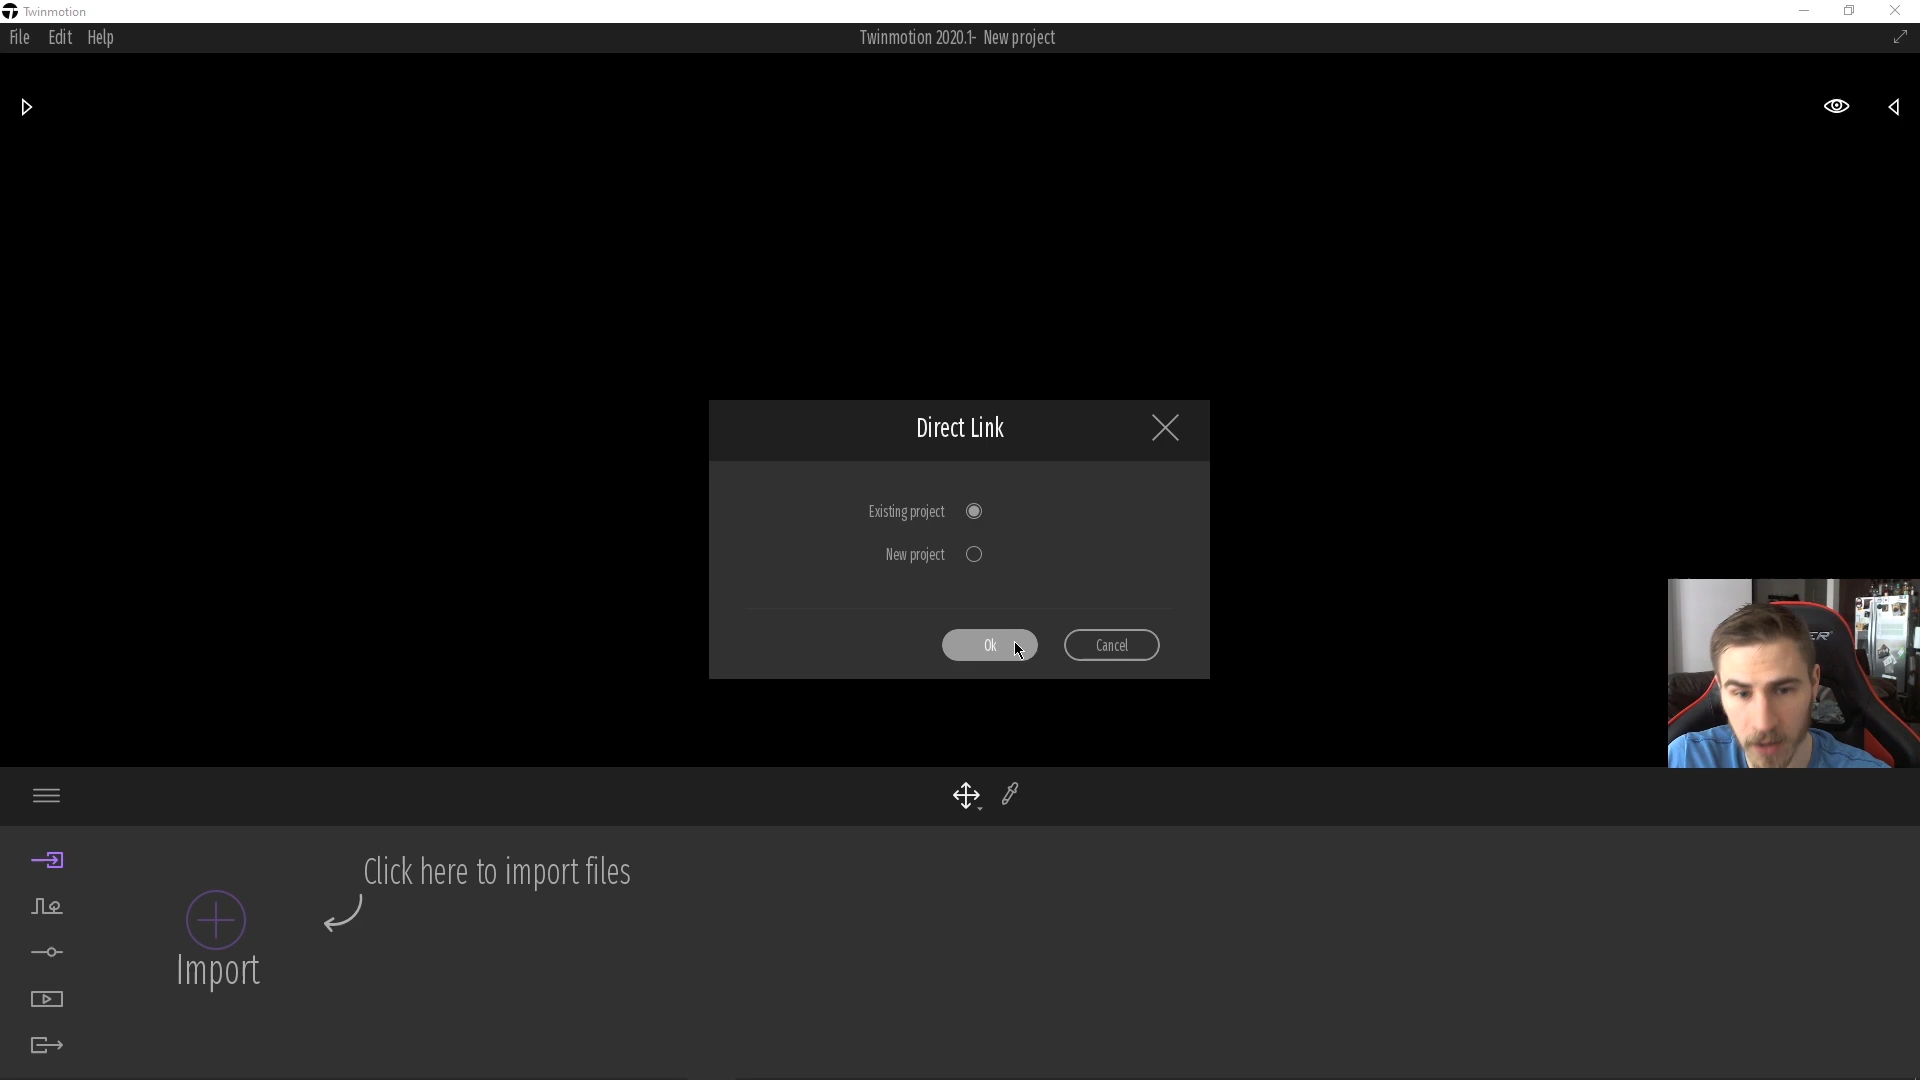 Twinmotion
File Edit Help
Twinmotion 2020.1- New project
Direct Link
Existing project
New project
Ok
Cancel
Click here to import files
Import